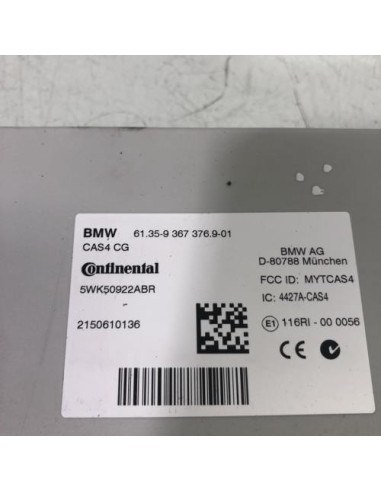 BMW 61.35-9 367 376.9-01
CAS4 CG
Continental
5WK50922ABR
2150610136
BMW AG
D-80788 München
FCC ID: MYTCAS4
IC: 4427A-CAS4
E1 116RI - 00 0056
CE